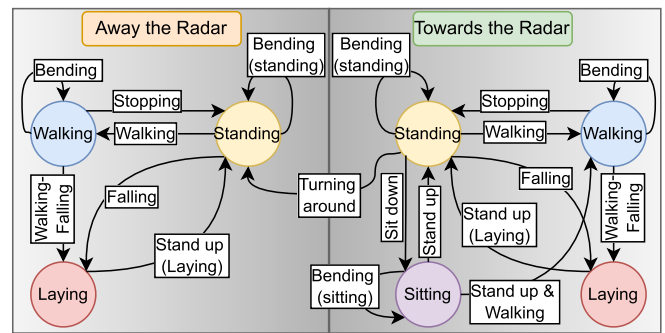 Away the Radar
Towards the Radar
Bending
(standing)
Bending
(standing)
Bending
Bending
Stopping
Stopping
Walking
Walking
Standing
Standing
Walking
Walking
Walking-
Falling
Falling
Turning
around
Sit down
Stand up
Falling
Walking-
Falling
Stand up
(Laying)
Stand up
(Laying)
Bending
(sitting)
Laying
Sitting
Stand up &
Walking
Laying